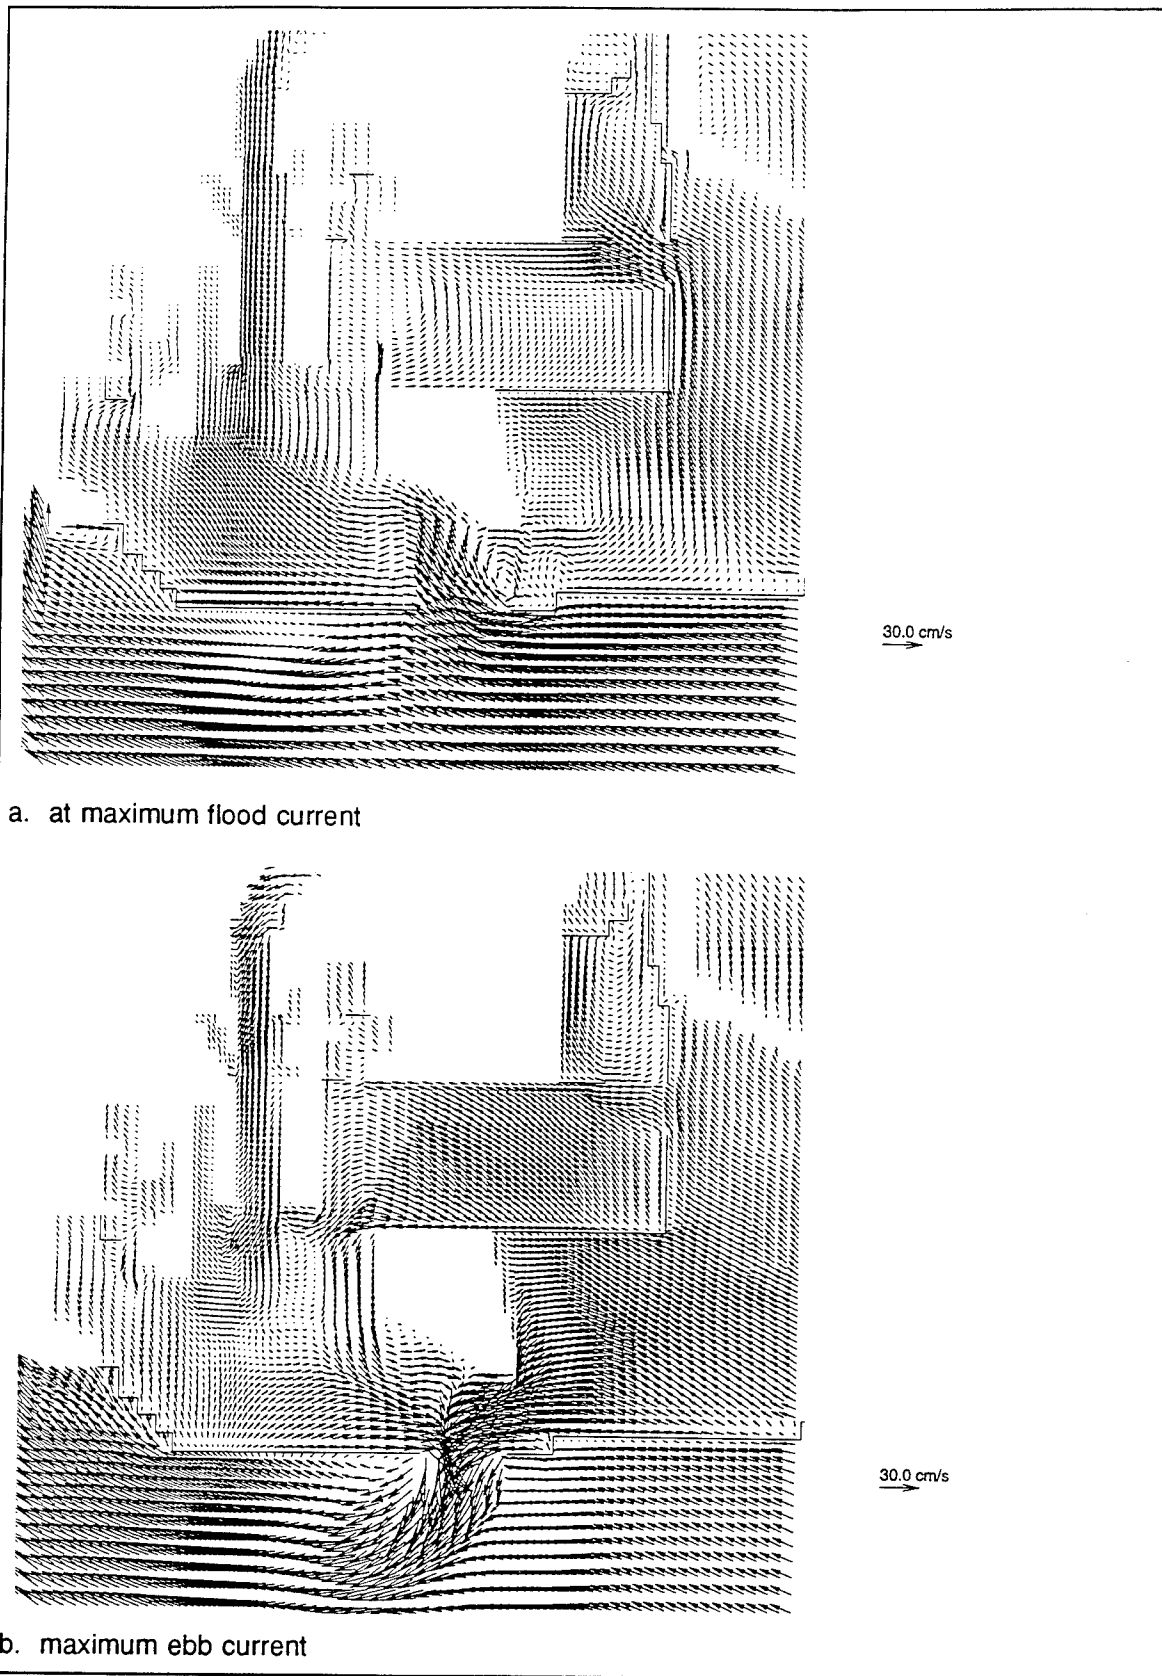 30.0 cm/s
a. at maximum flood current
30.0 cm/s
b. maximum ebb current